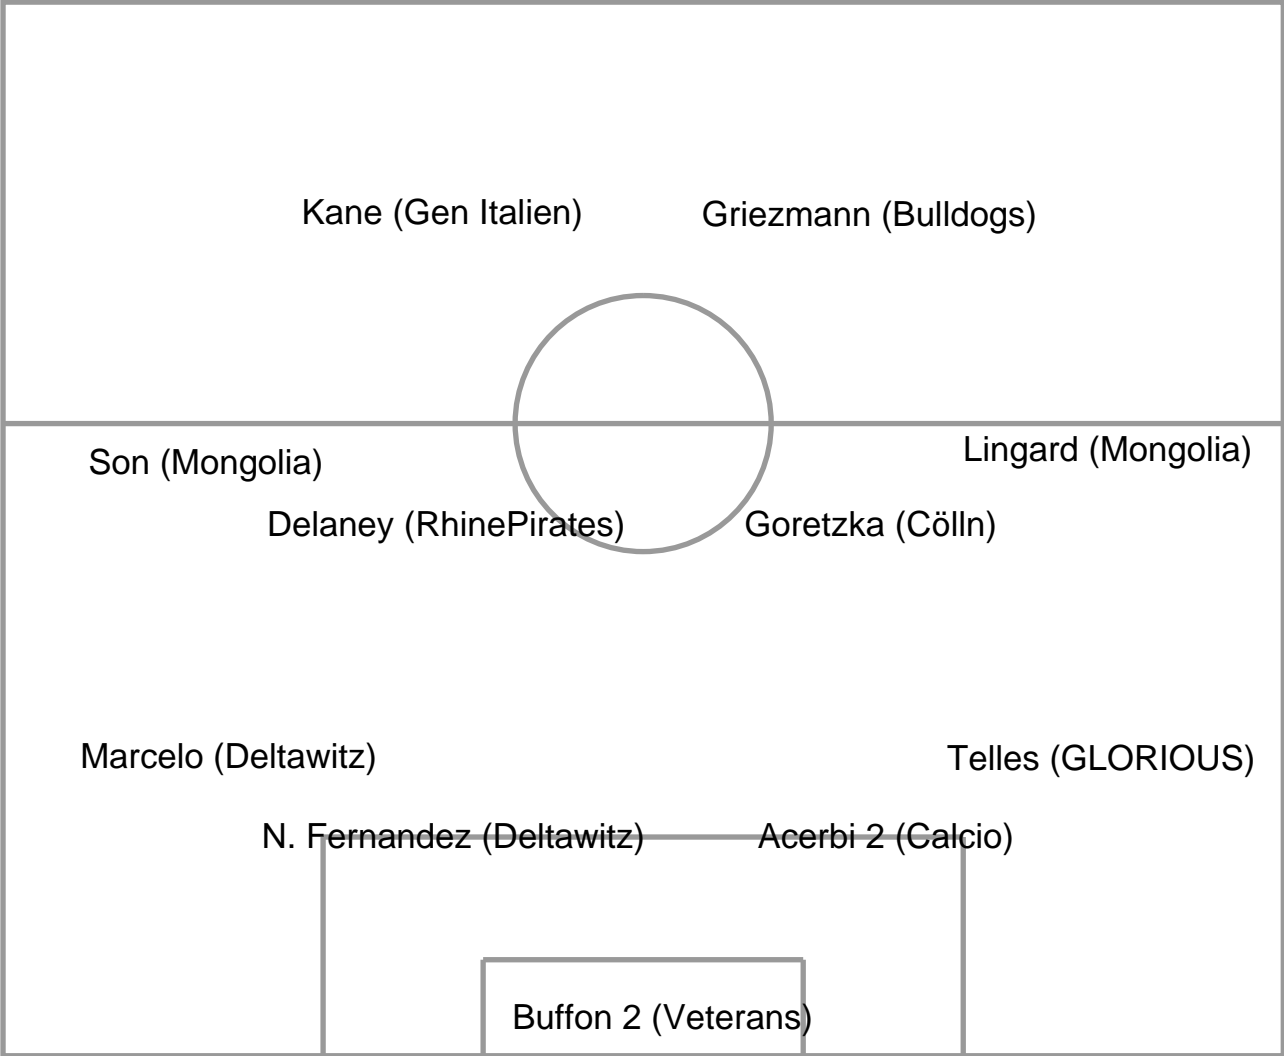 Kane (Gen Italien)
Griezmann (Bulldogs)
Son (Mongolia)
Lingard (Mongolia)
Delaney (RhinePirates)
Goretzka (Cölln)
Marcelo (Deltawitz)
Telles (GLORIOUS)
N. Fernandez (Deltawitz)
Acerbi 2 (Calcio)
Buffon 2 (Veterans)